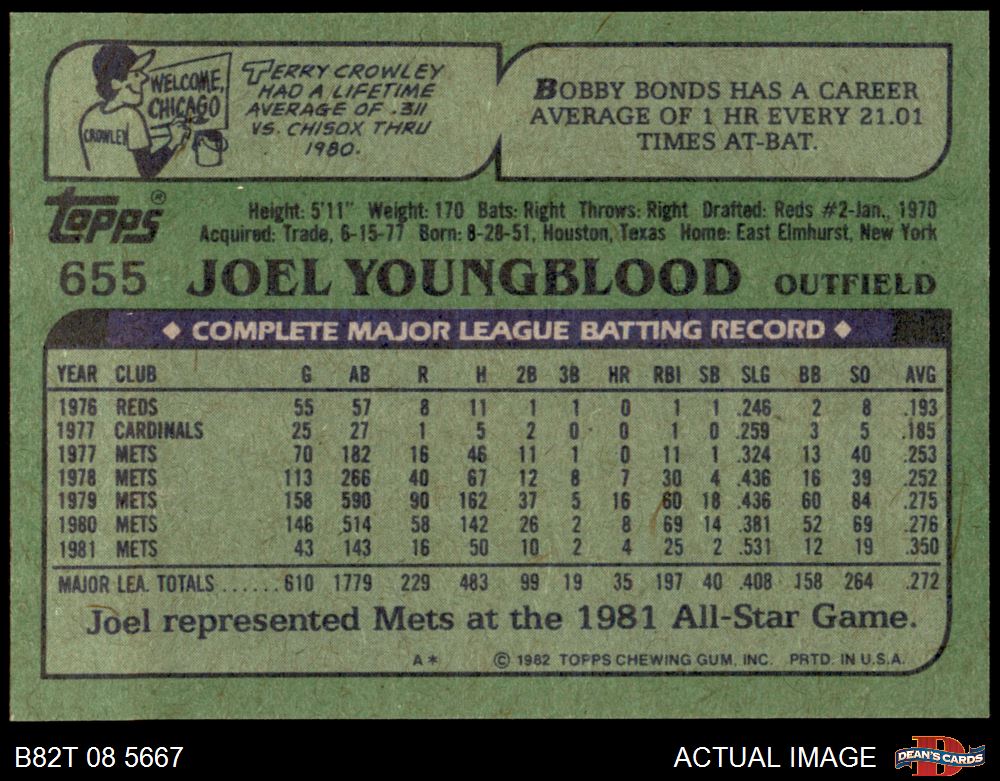 WELCOME,
CHICAGO
CROWLEY
TERRY CROWLEY
HAD A LIFETIME
AVERAGE OF .311
VS. CHISOX THRU
1980.
BOBBY BONDS HAS A CAREER
AVERAGE OF 1 HR EVERY 21.01
TIMES AT-BAT.
Topps®
Height: 5'11" Weight: 170 Bats: Right Throws: Right Drafted: Reds #2-Jan., 1970
Acquired: Trade, 6-15-77 Born: 8-28-51, Houston, Texas Home: East Elmhurst, New York
655 JOEL YOUNGBLOOD OUTFIELD
◆ COMPLETE MAJOR LEAGUE BATTING RECORD ◆
YEAR CLUB G AB R H 2B 3B HR RBI SB SLG BB SO AVG
1976 REDS 55 57 8 11 1 1 0 1 1 .246 2 8 .193
1977 CARDINALS 25 27 1 5 2 0 0 1 0 .259 3 5 .185
1977 METS 70 182 16 46 11 1 0 11 1 .324 13 40 .253
1978 METS 113 266 40 67 12 8 7 30 4 .436 16 39 .252
1979 METS 158 590 90 162 37 5 16 60 18 .436 60 84 .275
1980 METS 146 514 58 142 26 2 8 69 14 .381 52 69 .276
1981 METS 43 143 16 50 10 2 4 25 2 .531 12 19 .350
MAJOR LEA. TOTALS ......610 1779 229 483 99 19 35 197 40 .408 158 264 .272
Joel represented Mets at the 1981 All-Star Game.
A* © 1982 TOPPS CHEWING GUM, INC. PRTD. IN U.S.A.
B82T 08 5667
ACTUAL IMAGE
D
DEAN'S CARDS